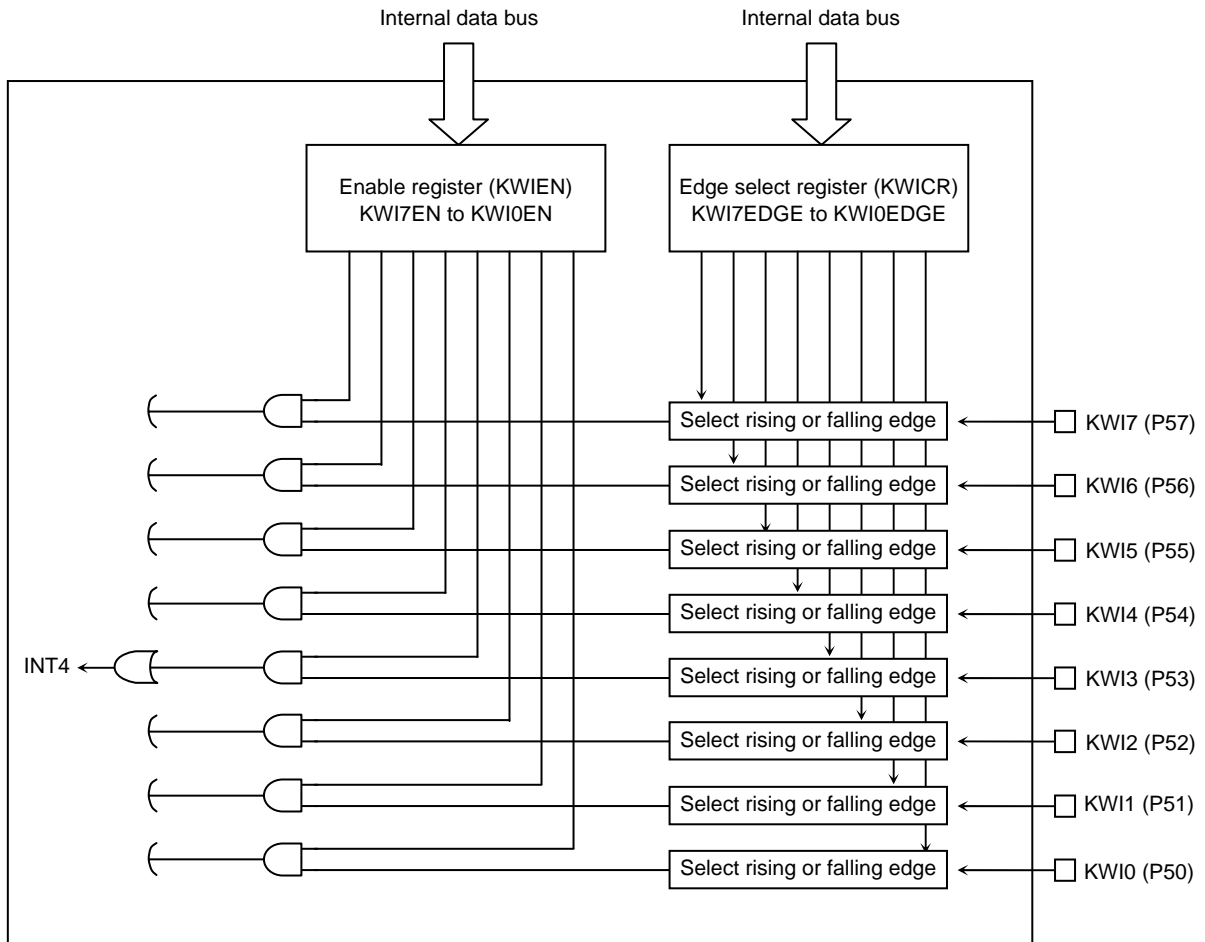 Internal data bus
Internal data bus
Enable register (KWIEN)
KWI7EN to KWI0EN
Edge select register (KWICR)
KWI7EDGE to KWI0EDGE
Select rising or falling edge
KWI7 (P57)
Select rising or falling edge
KWI6 (P56)
Select rising or falling edge
KWI5 (P55)
Select rising or falling edge
KWI4 (P54)
INT4
Select rising or falling edge
KWI3 (P53)
Select rising or falling edge
KWI2 (P52)
Select rising or falling edge
KWI1 (P51)
Select rising or falling edge
KWI0 (P50)